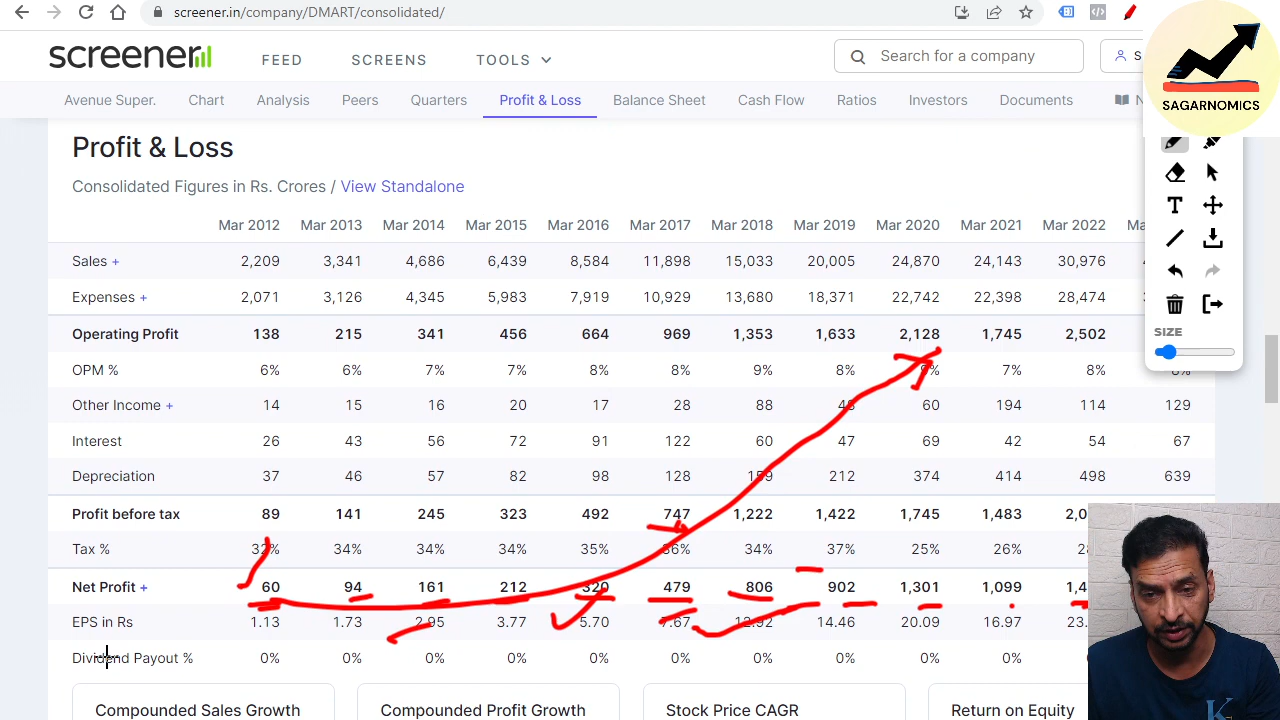 screener.in/company/DMART/consolidated/
screener FEED SCREENS TOOLS Search for a company S
SAGARNOMICS
Avenue Super. Chart Analysis Peers Quarters Profit & Loss Balance Sheet Cash Flow Ratios Investors Documents N
Profit & Loss
Consolidated Figures in Rs. Crores / View Standalone
Mar 2012 Mar 2013 Mar 2014 Mar 2015 Mar 2016 Mar 2017 Mar 2018 Mar 2019 Mar 2020 Mar 2021 Mar 2022
Sales + 2,209 3,341 4,686 6,439 8,584 11,898 15,033 20,005 24,870 24,143 30,976
Expenses + 2,071 3,126 4,345 5,983 7,919 10,929 13,680 18,371 22,742 22,398 28,474
Operating Profit 138 215 341 456 664 969 1,353 1,633 2,128 1,745 2,502
SIZE
OPM % 6% 6% 7% 7% 8% 8% 9% 8% 9% 7% 8%
Other Income + 14 15 16 20 17 28 88 60 194 114 129
Interest 26 43 56 72 91 122 60 47 69 42 54 67
Depreciation 37 46 57 82 98 128 159 212 374 414 498 639
Profit before tax 89 141 245 323 492 747 1,222 1,422 1,745 1,483
Tax % 32% 34% 34% 34% 35% 36% 34% 37% 25% 26%
Net Profit + 60 94 161 212 320 479 806 902 1,301 1,099
EPS in Rs 1.13 1.73 2.95 3.77 5.70 7.67 12.92 14.46 20.09 16.97 23.
Dividend Payout % 0% 0% 0% 0% 0% 0% 0% 0% 0% 0%
Compounded Sales Growth Compounded Profit Growth Stock Price CAGR Return on Equity
K